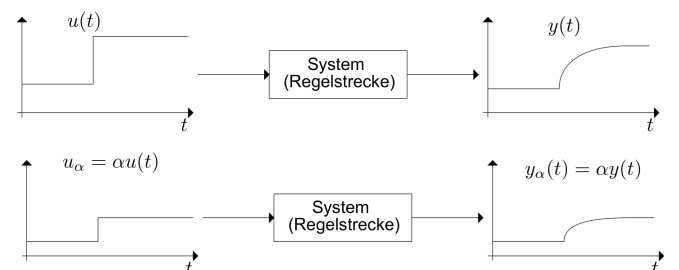 u(t)
y(t)
System
(Regelstrecke)
t
t
u_α = αu(t)
y_α(t) = αy(t)
System
(Regelstrecke)
t
t